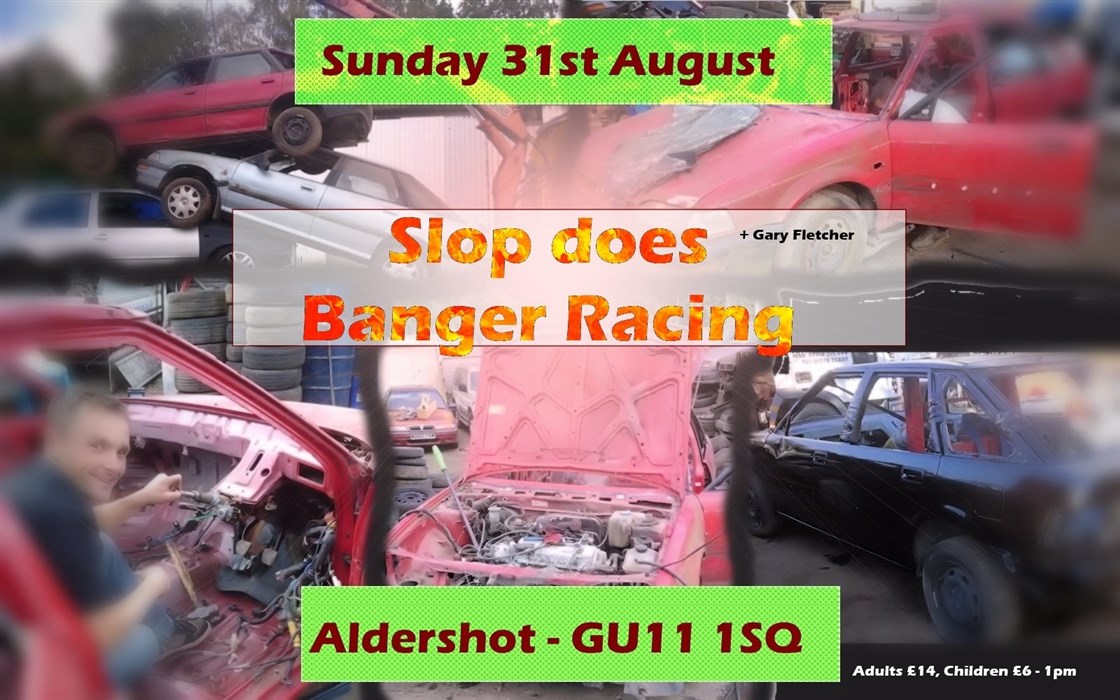 Sunday 31st August
Slop does
+ Gary Fletcher
Banger Racing
Aldershot - GU11 1SQ
Adults £14, Children £6 - 1pm